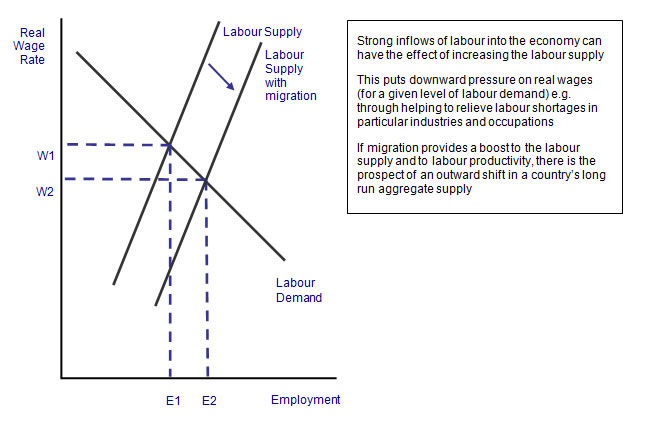 Real
Wage
Rate
Labour Supply
Labour
Supply
with
migration
W1
W2
Labour
Demand
E1
E2
Employment
Strong inflows of labour into the economy can
have the effect of increasing the labour supply
This puts downward pressure on real wages
(for a given level of labour demand) e.g.
through helping to relieve labour shortages in
particular industries and occupations
If migration provides a boost to the labour
supply and to labour productivity, there is the
prospect of an outward shift in a country's long
run aggregate supply